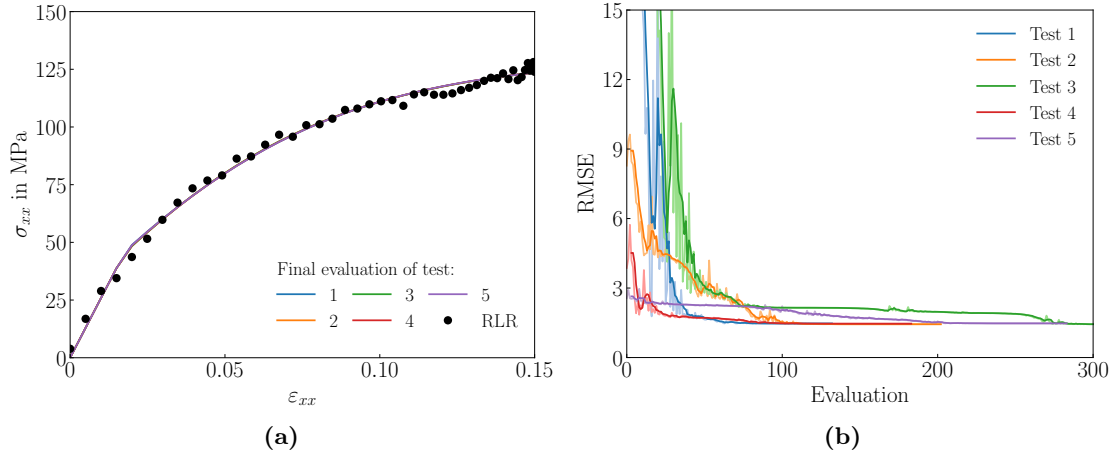 150
125
100
75
50
25
0
σxx in MPa
Final evaluation of test:
1 3 5
2 4 RLR
0 0.05 0.10 0.15
εxx
(a)
15
12
9
6
3
0
RMSE
Test 1
Test 2
Test 3
Test 4
Test 5
0 100 200 300
Evaluation
(b)